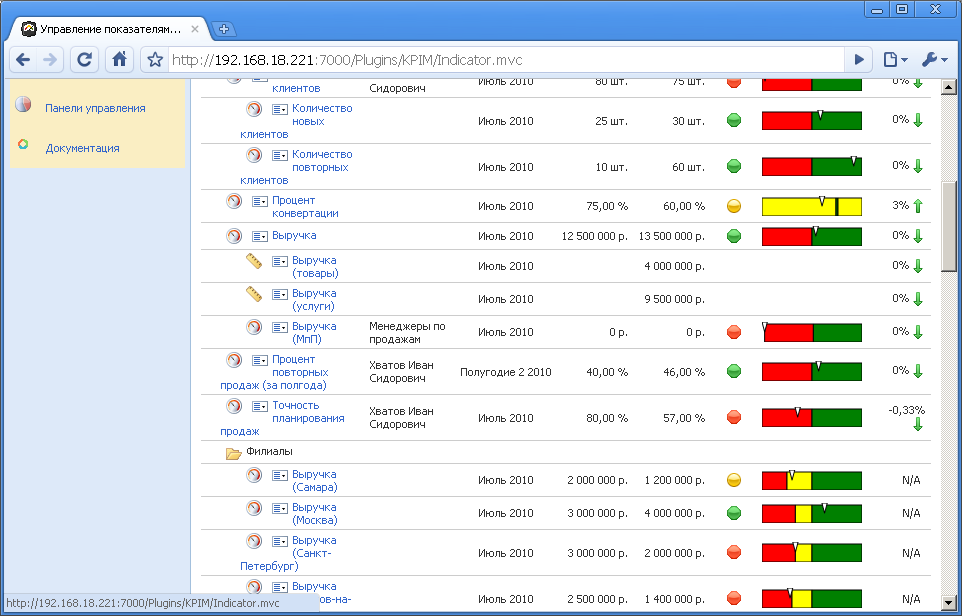 Управление показателям...
http://192.168.18.221:7000/Plugins/KPIM/Indicator.mvc
Панели управления
Документация
клиентов Сидорович Июль 2010 80 шт. 75 шт. 0%
Количество
новых
клиентов Июль 2010 25 шт. 30 шт. 0%
Количество
повторных
клиентов Июль 2010 10 шт. 60 шт. 0%
Процент
конвертации Июль 2010 75,00 % 60,00 % 3%
Выручка Июль 2010 12 500 000 р. 13 500 000 р. 0%
Выручка
(товары) Июль 2010 4 000 000 р. 0%
Выручка
(услуги) Июль 2010 9 500 000 р. 0%
Выручка Менеджеры по
(МпП) продажам Июль 2010 0 р. 0 р. 0%
Процент
повторных Хватов Иван
продаж (за полгода) Сидорович Полугодие 2 2010 40,00 % 46,00 % 0%
Точность
планирования Хватов Иван
продаж Сидорович Июль 2010 80,00 % 57,00 % -0,33%
Филиалы
Выручка
(Самара) Июль 2010 2 000 000 р. 1 200 000 р. N/A
Выручка
(Москва) Июль 2010 3 000 000 р. 4 000 000 р. N/A
Выручка
(Санкт-
Петербург) Июль 2010 3 000 000 р. 2 000 000 р. N/A
Выручка
ов-на- Июль 2010 2 500 000 р. 1 400 000 р. N/A
http://192.168.18.221:7000/Plugins/KPIM/Indicator.mvc